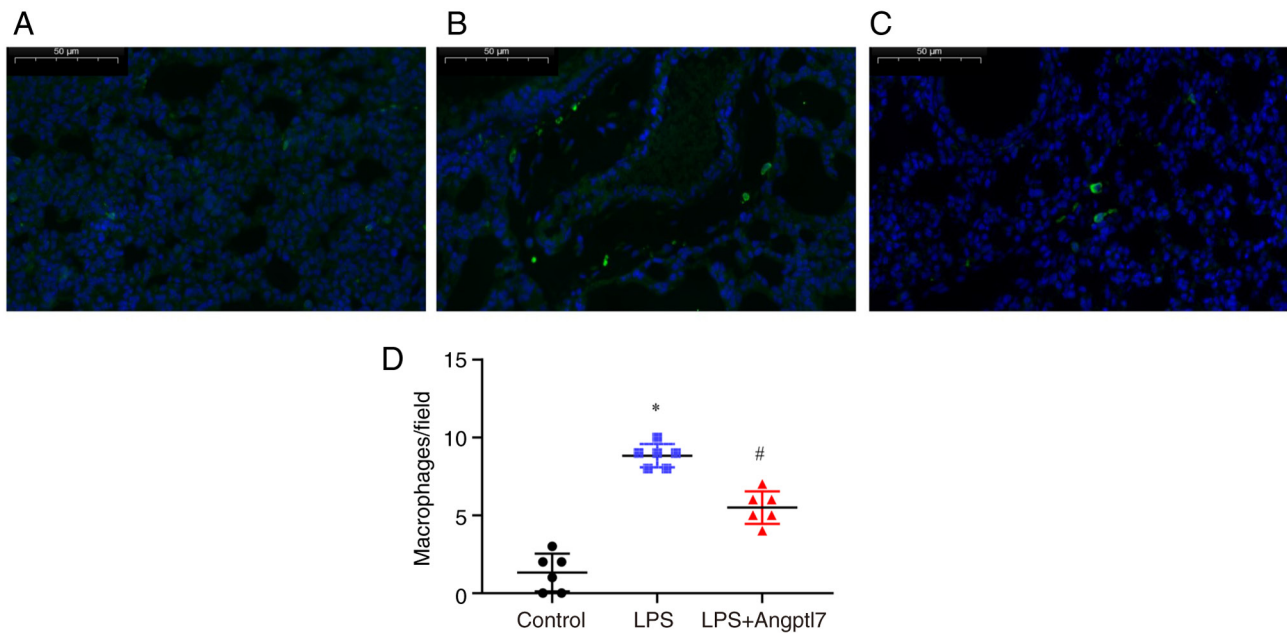 A
B
C
50 µm
50 µm
50 µm
D
15
10
5
0
Macrophages/field
*
#
Control
LPS
LPS+Angptl7